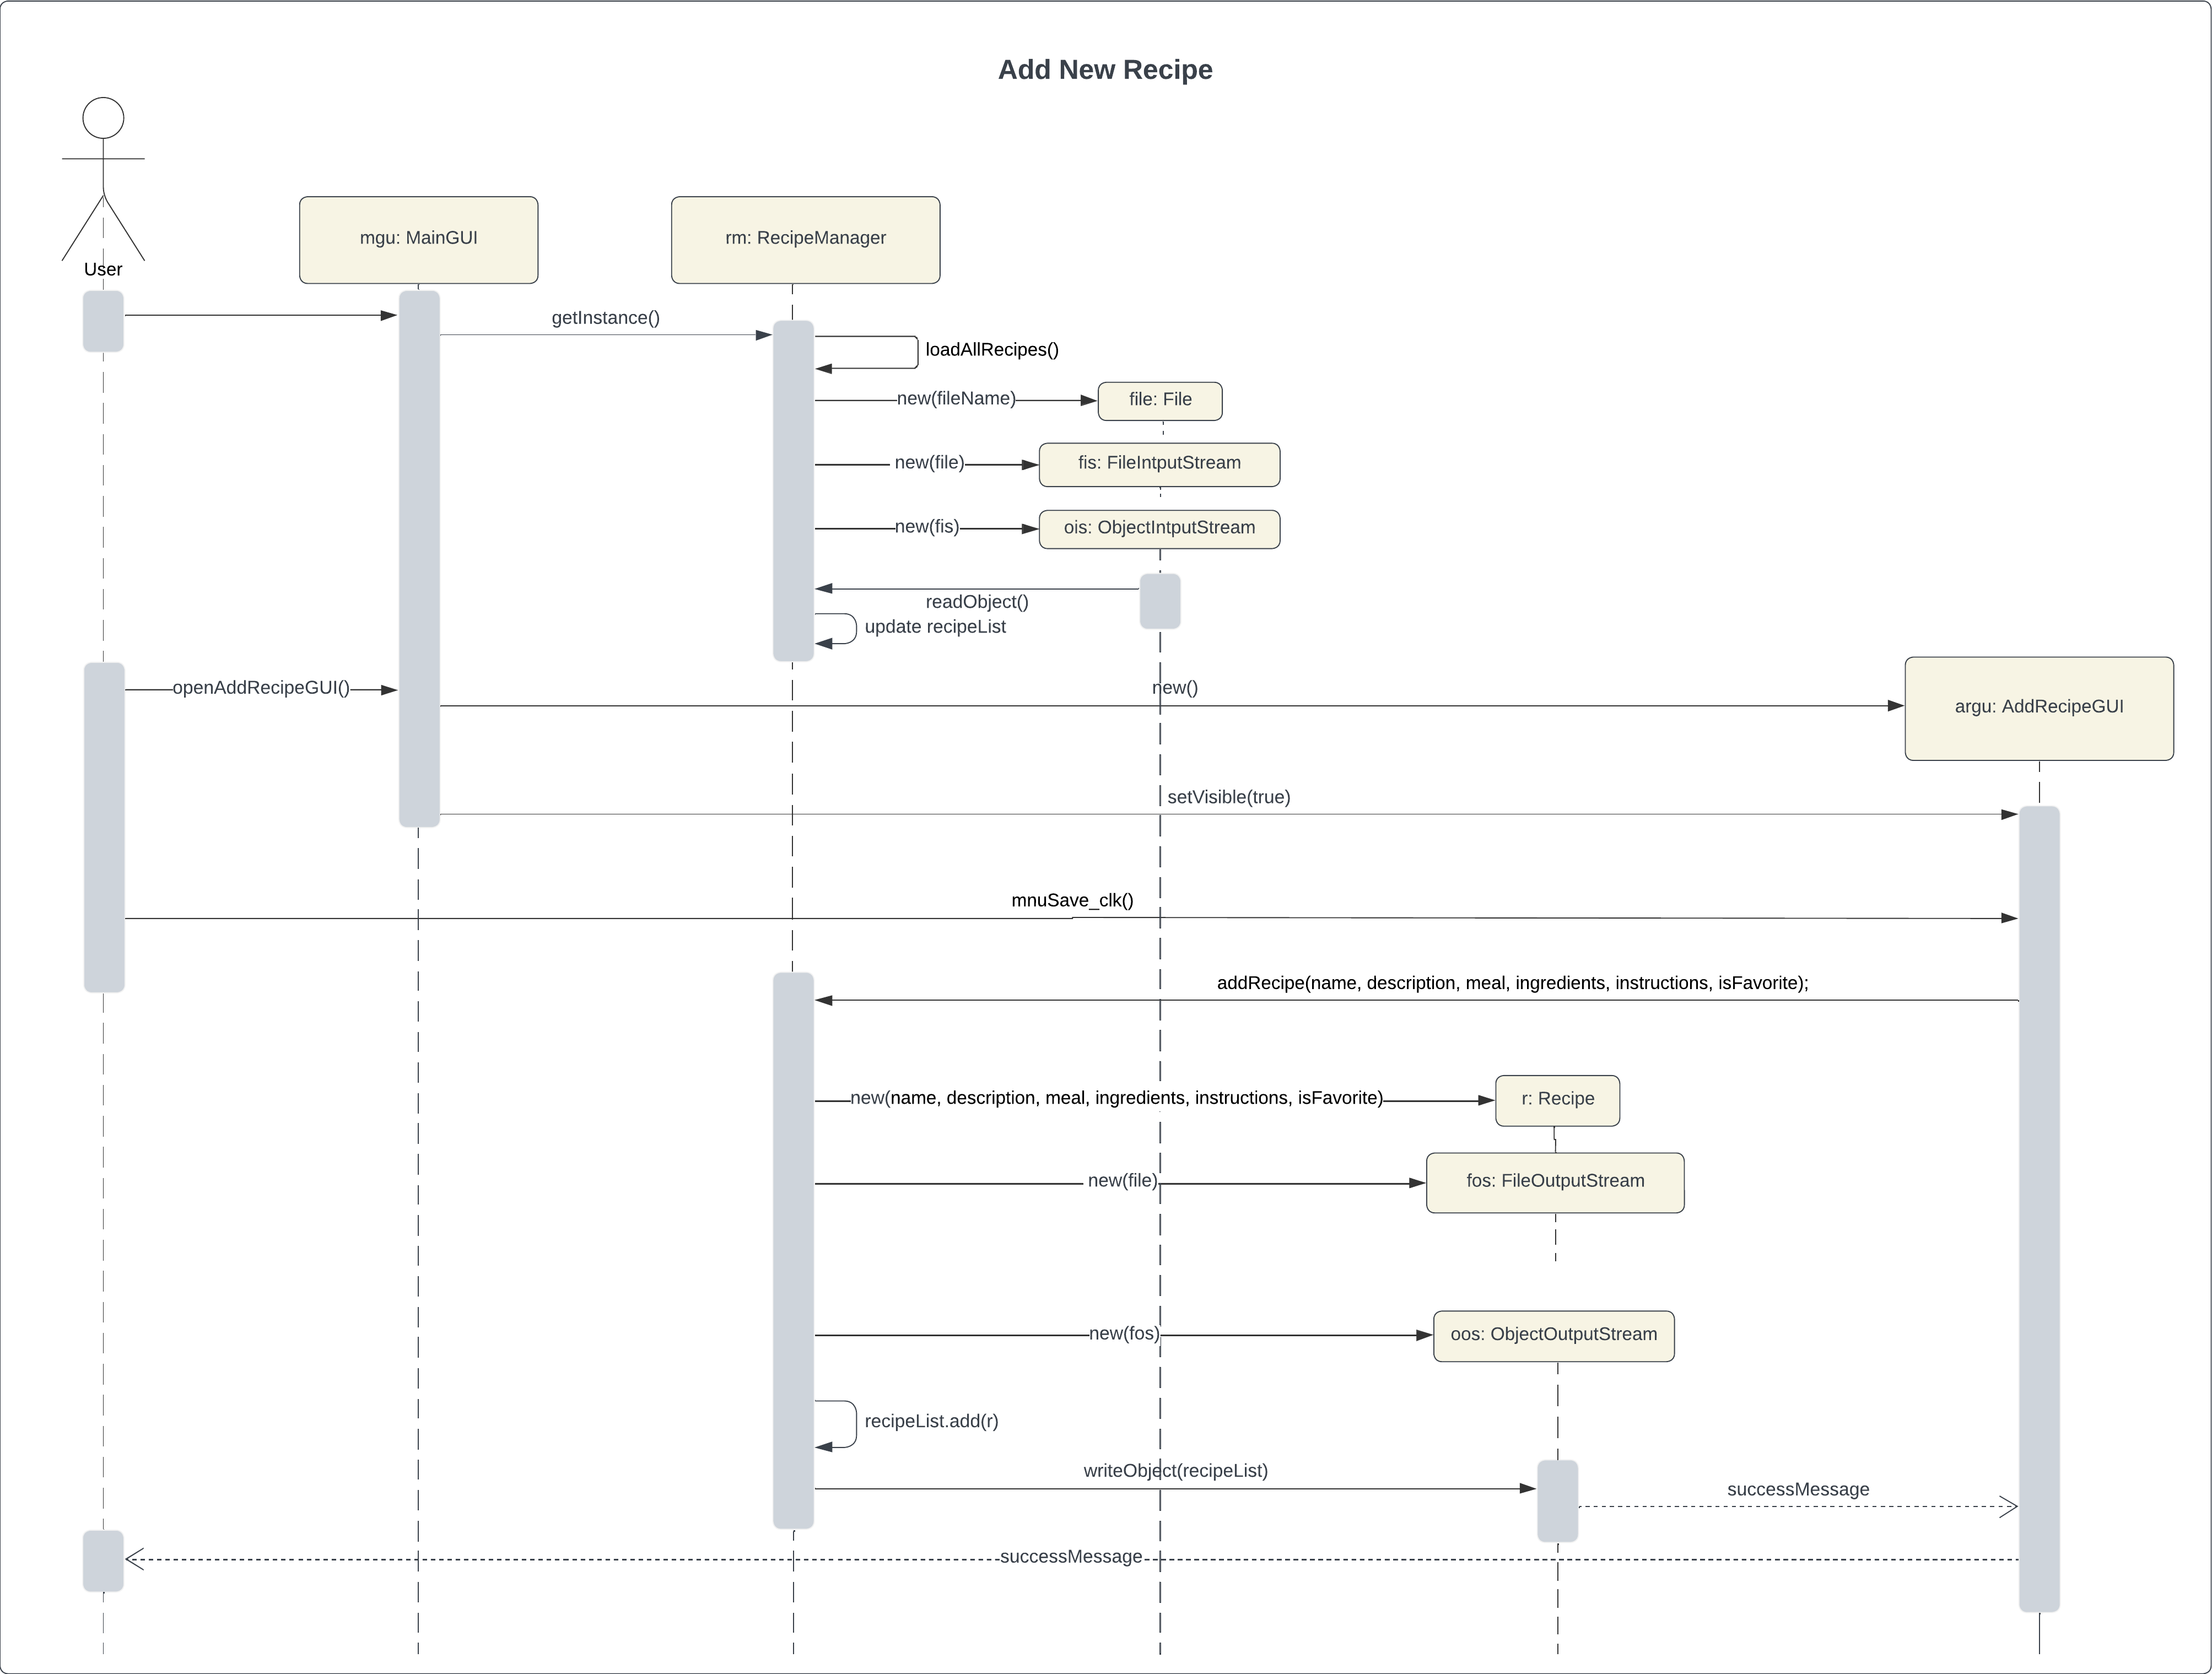 Add New Recipe
User
mgu: MainGUI
rm: RecipeManager
getInstance()
loadAllRecipes()
new(fileName)
file: File
new(file)
fis: FileIntputStream
new(fis)
ois: ObjectIntputStream
readObject()
update recipeList
openAddRecipeGUI()
new()
argu: AddRecipeGUI
setVisible(true)
mnuSave_clk()
addRecipe(name, description, meal, ingredients, instructions, isFavorite);
new(name, description, meal, ingredients, instructions, isFavorite)
r: Recipe
new(file)
fos: FileOutputStream
new(fos)
oos: ObjectOutputStream
recipeList.add(r)
writeObject(recipeList)
successMessage
successMessage